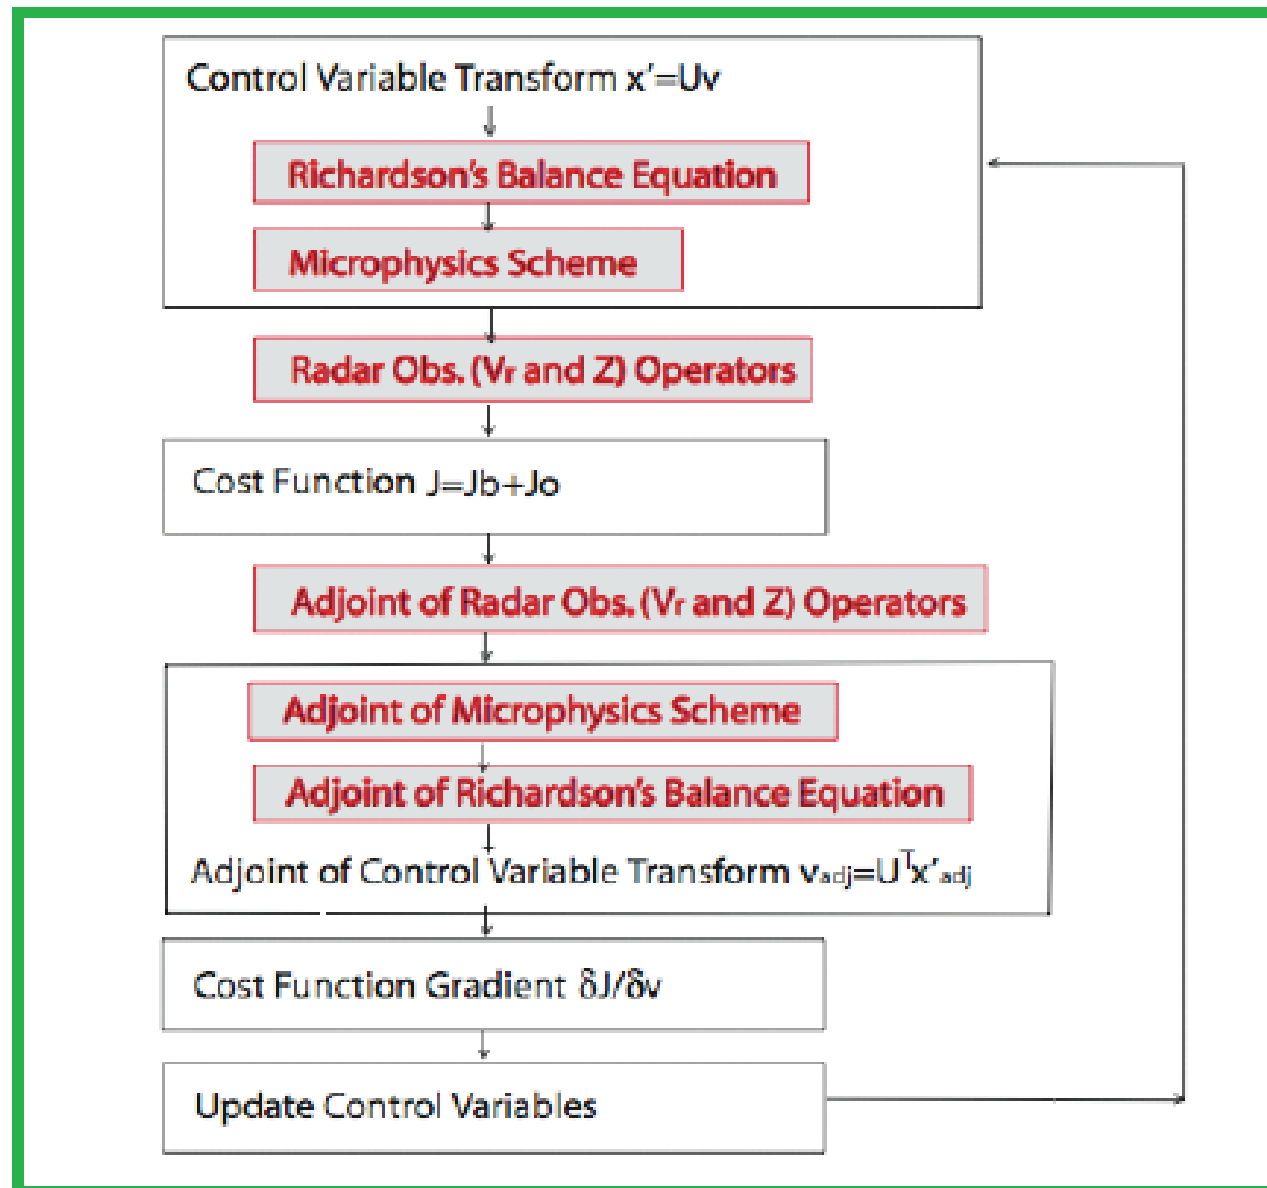 Control Variable Transform x′=Uv
Richardson's Balance Equation
Microphysics Scheme
Radar Obs. (Vr and Z) Operators
Cost Function J=Jb+Jo
Adjoint of Radar Obs. (Vr and Z) Operators
Adjoint of Microphysics Scheme
Adjoint of Richardson's Balance Equation
Adjoint of Control Variable Transform vadj=UTx′adj
Cost Function Gradient δJ/δv
Update Control Variables